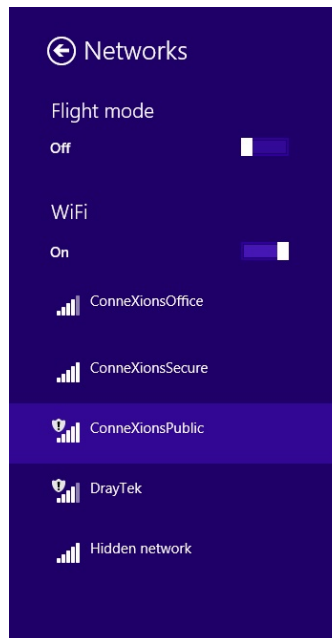 Networks
Flight mode
Off
WiFi
On
ConneXionsOffice
ConneXionsSecure
ConneXionsPublic
DrayTek
Hidden network